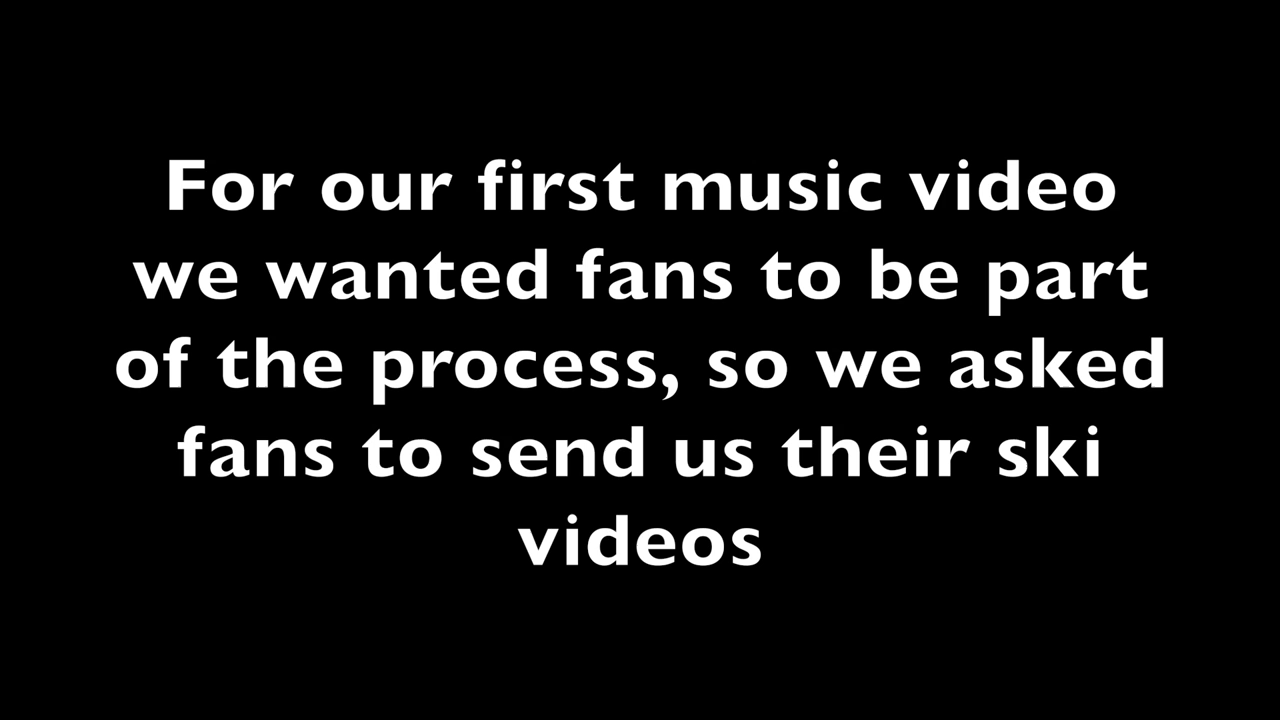 For our first music video
we wanted fans to be part
of the process, so we asked
fans to send us their ski
videos